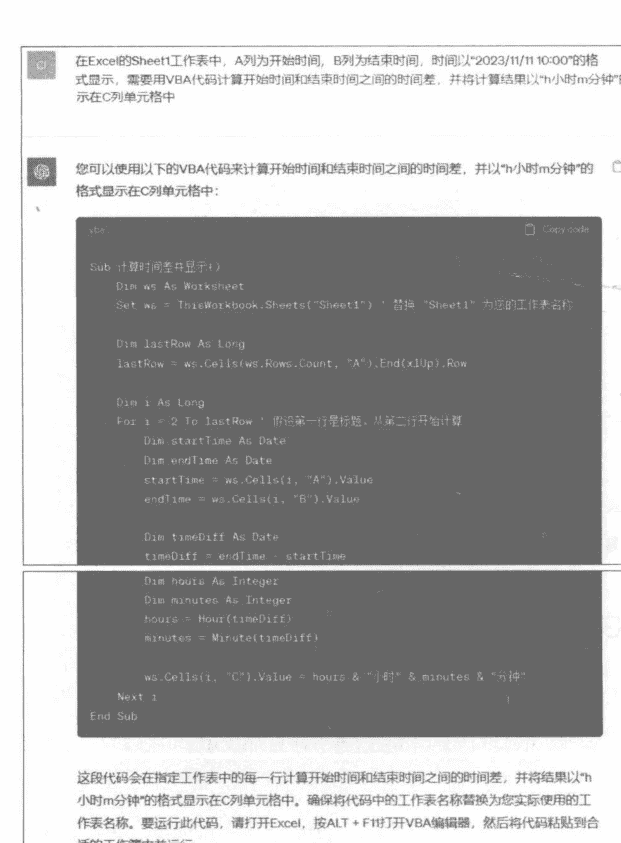 在Excel的Sheet1工作表中，A列为开始时间，B列为结束时间，时间以"2023/11/11 10:00"的格
式显示，需要用VBA代码计算开始时间和结束时间之间的时间差，并将计算结果以"h小时m分钟"
示在C列单元格中
您可以使用以下的VBA代码来计算开始时间和结束时间之间的时间差，并以"h小时m分钟"的
格式显示在C列单元格中：
vba
Copy code
Sub 计算时间差并显示()
Dim ws As Worksheet
Set ws = ThisWorkbook.Sheets("Sheet1") ' 替换 "Sheet1" 为您的工作表名称
Dim lastRow As Long
lastRow = ws.Cells(ws.Rows.Count, "A").End(xlUp).Row
Dim i As Long
For i = 2 To lastRow ' 假设第一行是标题，从第二行开始计算
Dim startTime As Date
Dim endTime As Date
startTime = ws.Cells(i, "A").Value
endTime = ws.Cells(i, "B").Value
Dim timeDiff As Date
timeDiff = endTime - startTime
Dim hours As Integer
Dim minutes As Integer
hours = Hour(timeDiff)
minutes = Minute(timeDiff)
ws.Cells(i, "C").Value = hours & "小时" & minutes & "分钟"
Next i
End Sub
这段代码会在指定工作表中的每一行计算开始时间和结束时间之间的时间差，并将结果以"h
小时m分钟"的格式显示在C列单元格中。确保将代码中的工作表名称替换为您实际使用的工
作表名称。要运行此代码，请打开Excel，按ALT + F11打开VBA编辑器，然后将代码粘贴到合